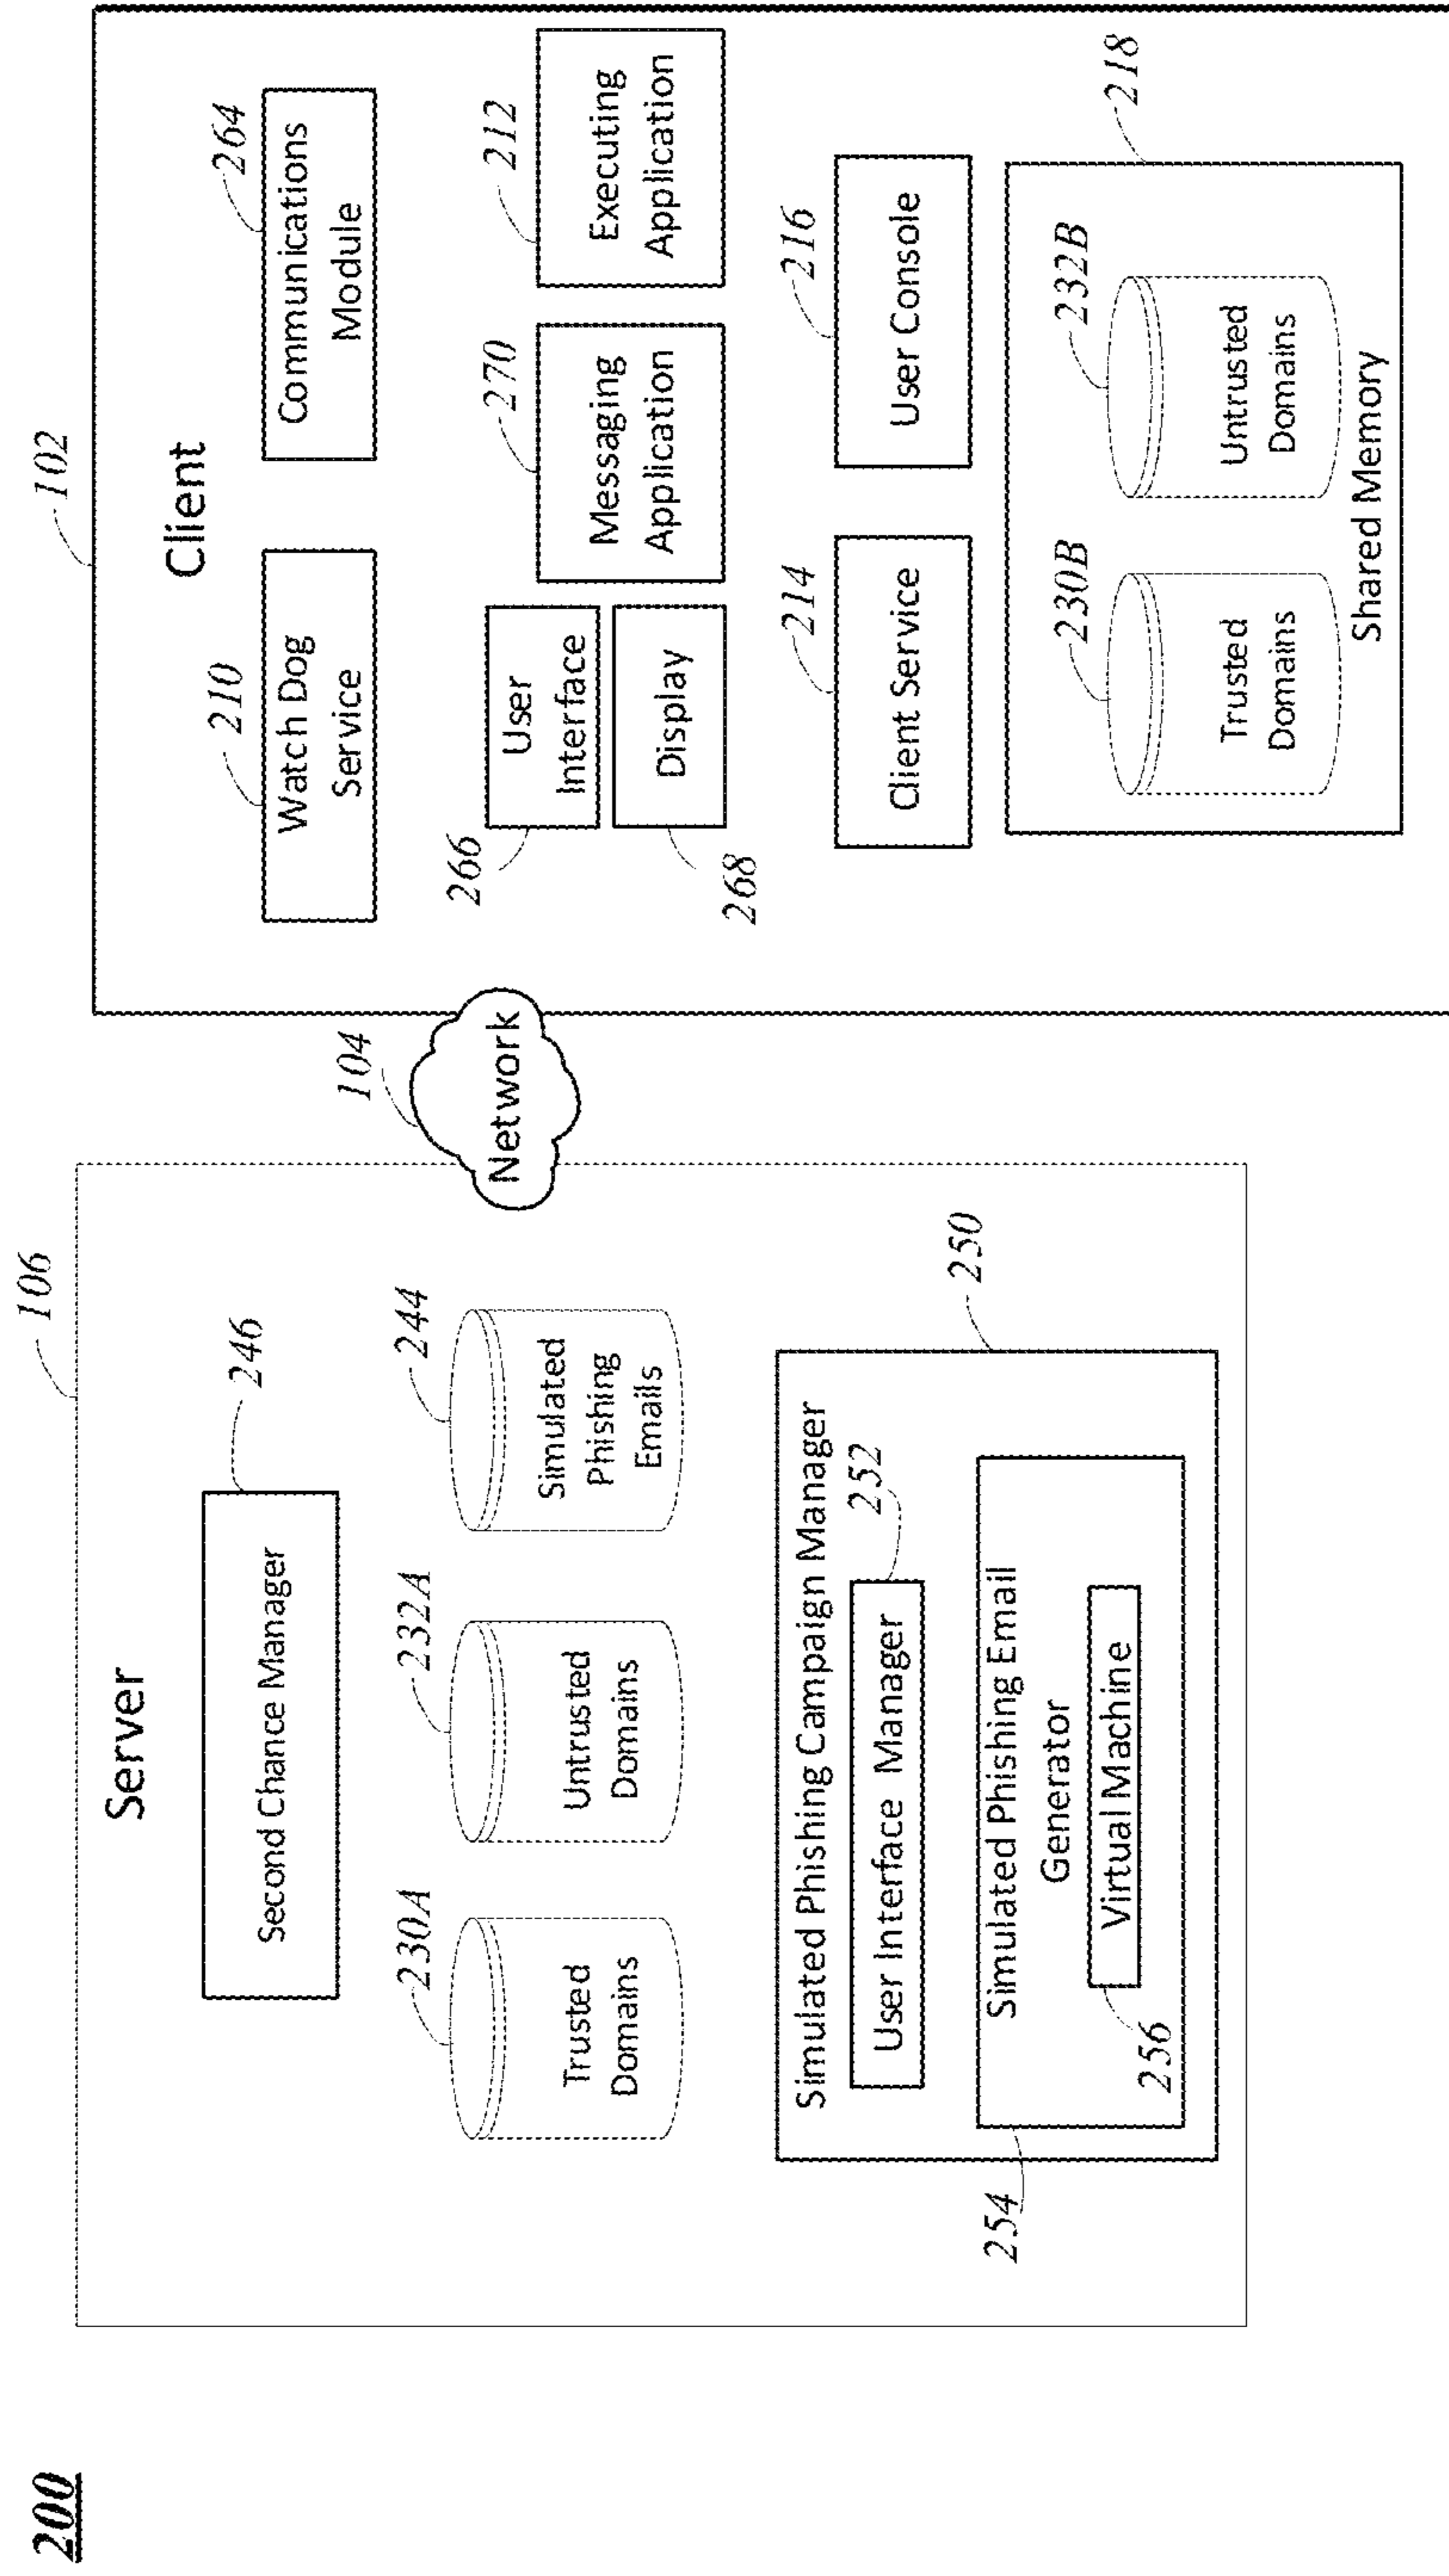 200
106
Server
246
Second Chance Manager
230A
232A
244
Trusted
Domains
Untrusted
Domains
Simulated
Phishing
Emails
250
Simulated Phishing Campaign Manager
252
User Interface Manager
254
Simulated Phishing Email
Generator
256
Virtual Machine
104
Network
102
Client
210
Watch Dog
Service
264
Communications
Module
266
User
Interface
268
Display
270
Messaging
Application
212
Executing
Application
214
Client Service
216
User Console
218
230B
Trusted
Domains
232B
Untrusted
Domains
Shared Memory